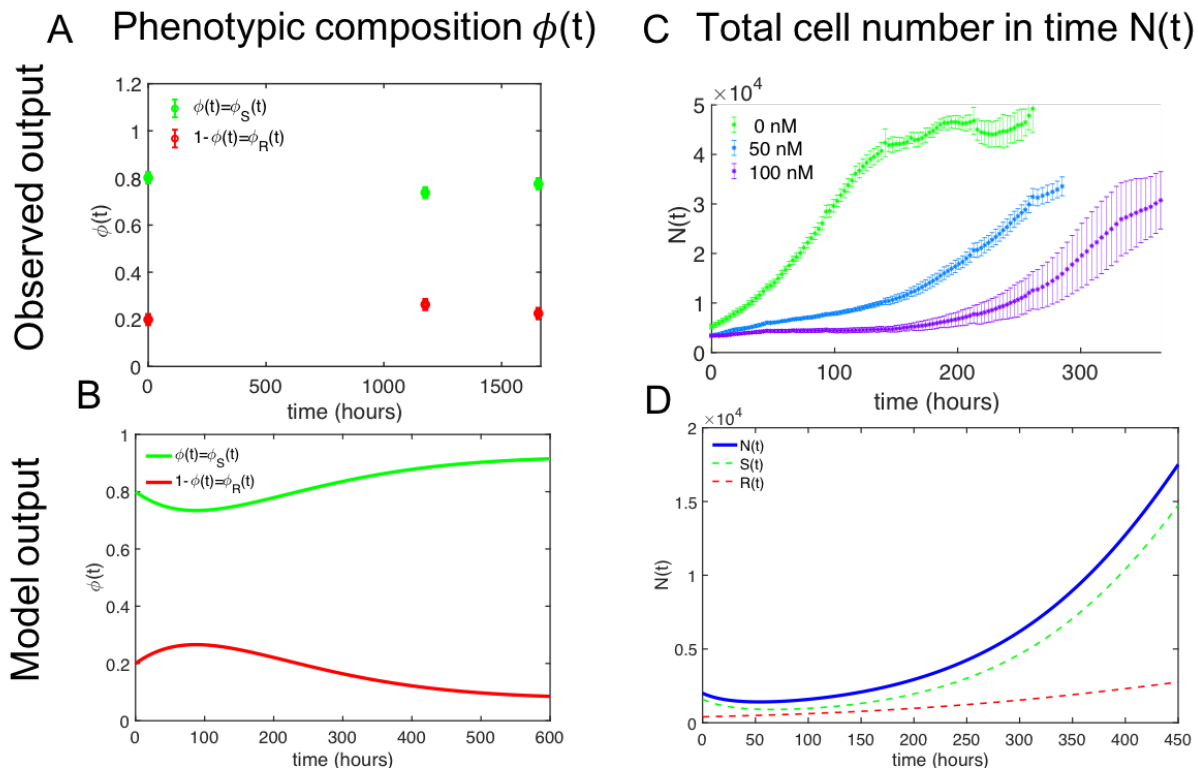 A Phenotypic composition ϕ(t)
C Total cell number in time N(t)
Observed output
1.2
1
0.8
0.6
0.4
0.2
0
ϕ(t)
ϕ(t)=ϕS(t)
1-ϕ(t)=ϕR(t)
0 500 1000 1500
time (hours)
×10⁴
5
4
3
2
1
0
N(t)
0 nM
50 nM
100 nM
0 100 200 300
time (hours)
Model output
B
1
0.8
0.6
0.4
0.2
0
ϕ(t)
ϕ(t)=ϕS(t)
1-ϕ(t)=ϕR(t)
0 100 200 300 400 500 600
time (hours)
D
×10⁴
2
1.5
1
0.5
0
N(t)
N(t)
S(t)
R(t)
0 50 100 150 200 250 300 350 400 450
time (hours)